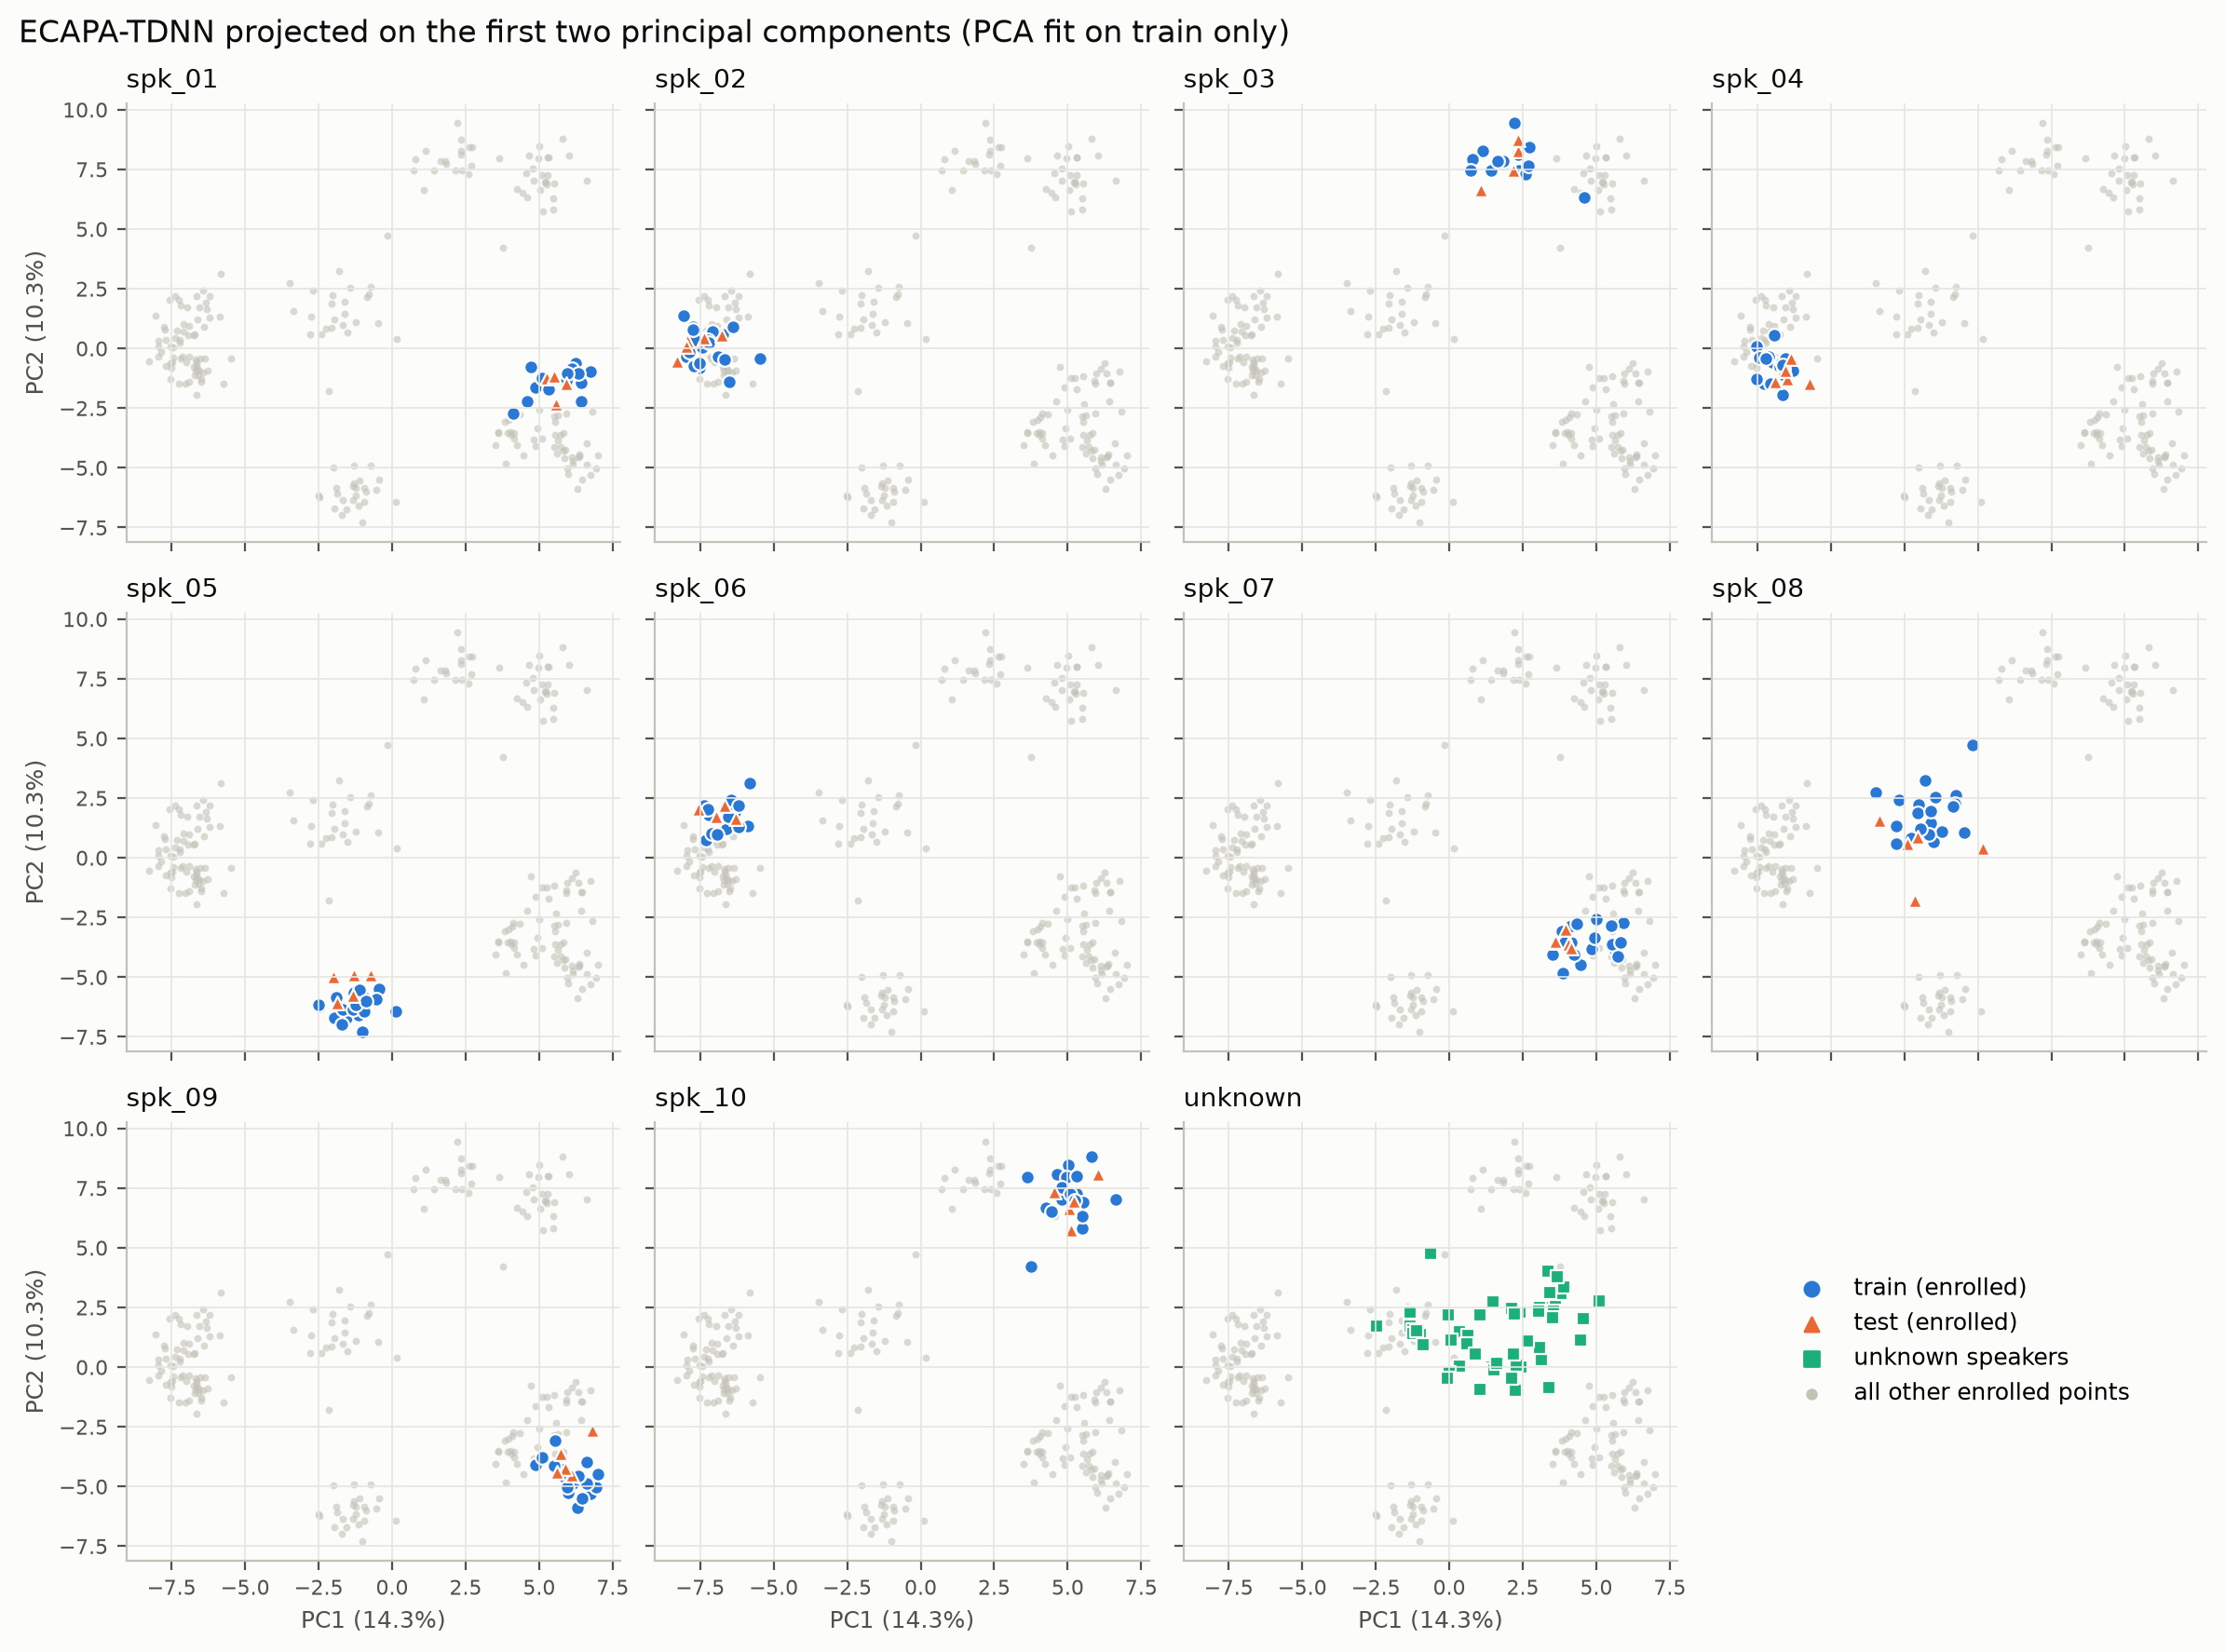 ECAPA-TDNN projected on the first two principal components (PCA fit on train only)
spk_01 spk_02 spk_03 spk_04
10.0
7.5
5.0
2.5
0.0
−2.5
−5.0
−7.5
PC2 (10.3%)
spk_05 spk_06 spk_07 spk_08
10.0
7.5
5.0
2.5
0.0
−2.5
−5.0
−7.5
PC2 (10.3%)
spk_09 spk_10 unknown
10.0
7.5
5.0
2.5
0.0
−2.5
−5.0
−7.5
PC2 (10.3%)
train (enrolled)
test (enrolled)
unknown speakers
all other enrolled points
−7.5 −5.0 −2.5 0.0 2.5 5.0 7.5 −7.5 −5.0 −2.5 0.0 2.5 5.0 7.5 −7.5 −5.0 −2.5 0.0 2.5 5.0 7.5
PC1 (14.3%) PC1 (14.3%) PC1 (14.3%)